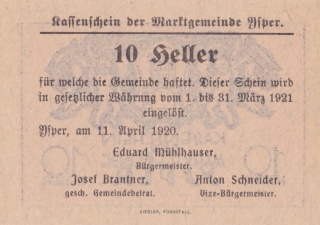 Kassenschein der Marktgemeinde Ysper.
10 Heller
für welche die Gemeinde haftet. Dieser Schein wird
in gesetzlicher Währung vom 1. bis 31. März 1921
eingelöst.
Ysper, am 11. April 1920.
Eduard Mühlhauser,
Bürgermeister.
Josef Brantner,
gesch. Gemeindebeirat.
Anton Schneider,
Vize-Bürgermeister.